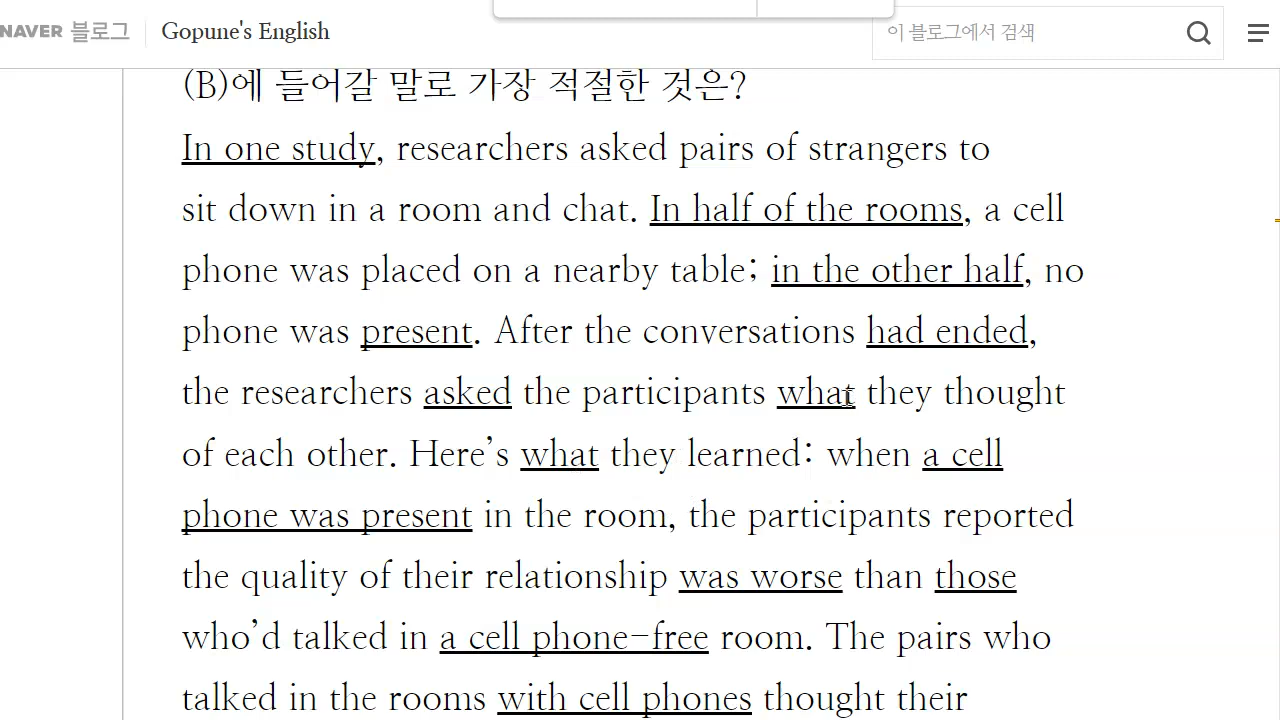 NAVER 블로그 Gopune's English 이 블로그에서 검색
(B)에 들어갈 말로 가장 적절한 것은?
In one study, researchers asked pairs of strangers to
sit down in a room and chat. In half of the rooms, a cell
phone was placed on a nearby table; in the other half, no
phone was present. After the conversations had ended,
the researchers asked the participants what they thought
of each other. Here's what they learned: when a cell
phone was present in the room, the participants reported
the quality of their relationship was worse than those
who'd talked in a cell phone-free room. The pairs who
talked in the rooms with cell phones thought their